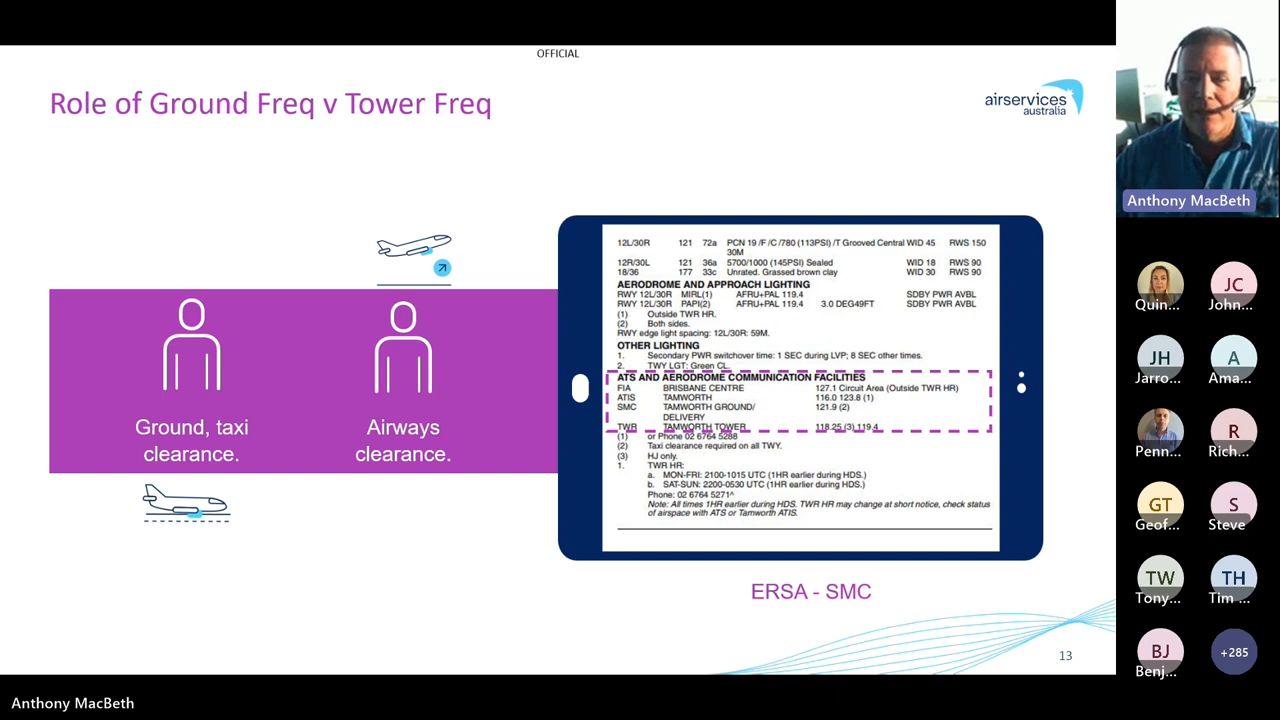 OFFICIAL
Role of Ground Freq v Tower Freq
airservices
australia
Ground, taxi
clearance.
Airways
clearance.
12L/30R 121 72a PCN 19 /F /C /780 (113PSI) /T Grooved Central WID 45 RWS 150
30M
12R/30L 121 36a 5700/1000 (145PSI) Sealed WID 18 RWS 90
18/36 177 33c Unrated. Grassed brown clay WID 30 RWS 90
AERODROME AND APPROACH LIGHTING
RWY 12L/30R MIRL(1) AFRU+PAL 119.4 SDBY PWR AVBL
RWY 12L/30R PAPI(2) AFRU+PAL 119.4 3.0 DEG49FT SDBY PWR AVBL
(1) Outside TWR HR.
(2) Both sides.
RWY edge light spacing: 12L/30R: 59M.
OTHER LIGHTING
1. Secondary PWR switchover time: 1 SEC during LVP; 8 SEC other times.
2. TWY LGT: Green CL.
ATS AND AERODROME COMMUNICATION FACILITIES
FIA BRISBANE CENTRE 127.1 Circuit Area (Outside TWR HR)
ATIS TAMWORTH 116.0 123.8 (1)
SMC TAMWORTH GROUND/ 121.9 (2)
DELIVERY
TWR TAMWORTH TOWER 118.25 (3) 119.4
(1) or Phone 02 6764 5288
(2) Taxi clearance required on all TWY.
(3) HJ only.
1. TWR HR:
a. MON-FRI: 2100-1015 UTC (1HR earlier during HDS.)
b. SAT-SUN: 2200-0530 UTC (1HR earlier during HDS.)
Phone: 02 6764 5271^
Note: All times 1HR earlier during HDS. TWR HR may change at short notice, check status
of airspace with ATS or Tamworth ATIS.
ERSA - SMC
13
Anthony MacBeth
Quin...
JC
John...
JH
Jarro...
A
Ama...
Penn...
R
Rich...
GT
Geof...
S
Steve
TW
Tony...
TH
Tim ...
BJ
Benj...
+285
Anthony MacBeth